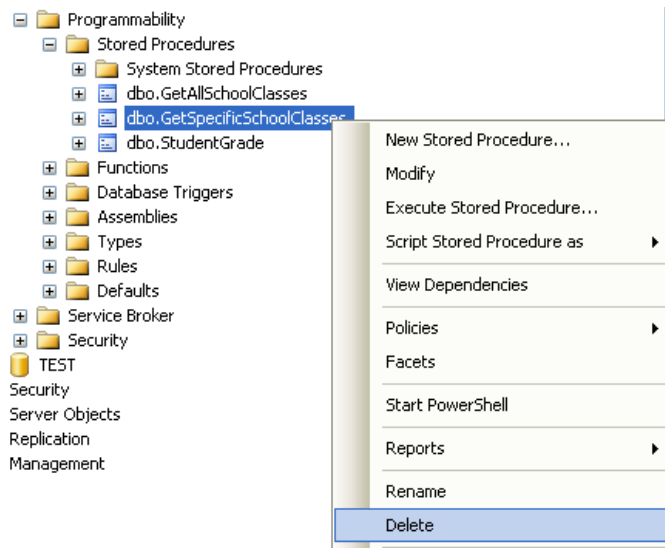 Programmability
Stored Procedures
System Stored Procedures
dbo.GetAllSchoolClasses
dbo.GetSpecificSchoolClasses
dbo.StudentGrade
Functions
Database Triggers
Assemblies
Types
Rules
Defaults
Service Broker
Security
TEST
Security
Server Objects
Replication
Management
New Stored Procedure...
Modify
Execute Stored Procedure...
Script Stored Procedure as
View Dependencies
Policies
Facets
Start PowerShell
Reports
Rename
Delete